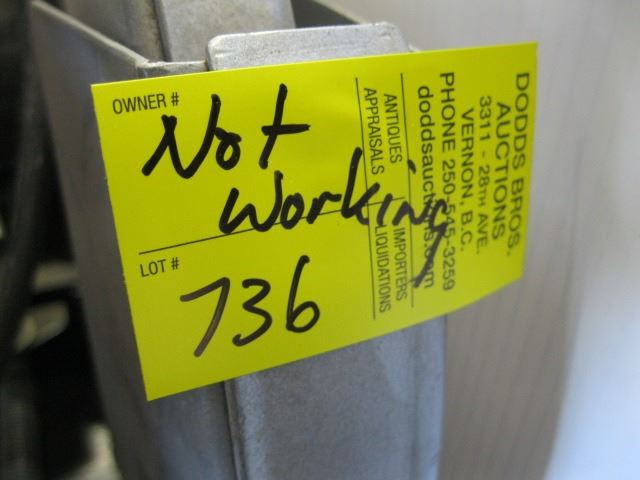 OWNER #
Not
Working
LOT #
736
DODDS BROS.
AUCTIONS
3311 - 28TH AVE.
VERNON, B.C.
PHONE 250-545-3259
doddsauctions.com
ANTIQUES IMPORTERS
APPRAISALS LIQUIDATIONS